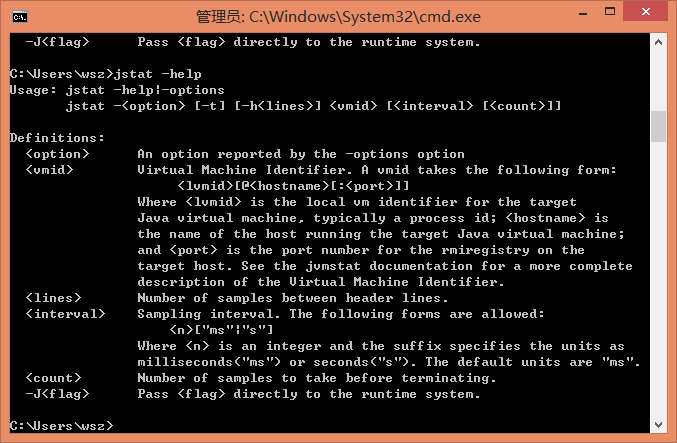 管理员: C:\Windows\System32\cmd.exe
-J<flag> Pass <flag> directly to the runtime system.
C:\Users\wsz>jstat -help
Usage: jstat -help|-options
jstat -<option> [-t] [-h<lines>] <vmid> [<interval> [<count>]]
Definitions:
<option> An option reported by the -options option
<vmid> Virtual Machine Identifier. A vmid takes the following form:
<lvmid>[@<hostname>[:<port>]]
Where <lvmid> is the local vm identifier for the target
Java virtual machine, typically a process id; <hostname> is
the name of the host running the target Java virtual machine;
and <port> is the port number for the rmiregistry on the
target host. See the jvmstat documentation for a more complete
description of the Virtual Machine Identifier.
<lines> Number of samples between header lines.
<interval> Sampling interval. The following forms are allowed:
<n>["ms"|"s"]
Where <n> is an integer and the suffix specifies the units as
milliseconds("ms") or seconds("s"). The default units are "ms".
<count> Number of samples to take before terminating.
-J<flag> Pass <flag> directly to the runtime system.
C:\Users\wsz>